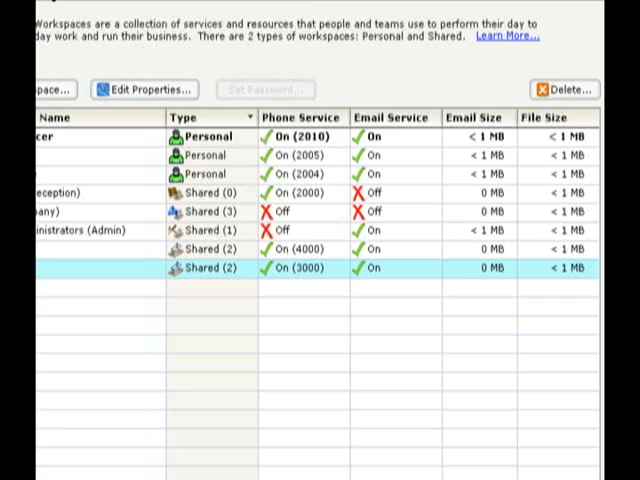 Workspaces are a collection of services and resources that people and teams use to perform their day to
day work and run their business. There are 2 types of workspaces: Personal and Shared. Learn More...
pace... Edit Properties... Set Password... Delete...
Name Type Phone Service Email Service Email Size File Size
cer Personal On (2010) On < 1 MB < 1 MB
Personal On (2005) On < 1 MB < 1 MB
Personal On (2004) On < 1 MB < 1 MB
eception) Shared (0) On (2000) Off 0 MB < 1 MB
any) Shared (3) Off Off 0 MB < 1 MB
inistrators (Admin) Shared (1) Off On < 1 MB < 1 MB
Shared (2) On (4000) On 0 MB < 1 MB
Shared (2) On (3000) On 0 MB < 1 MB